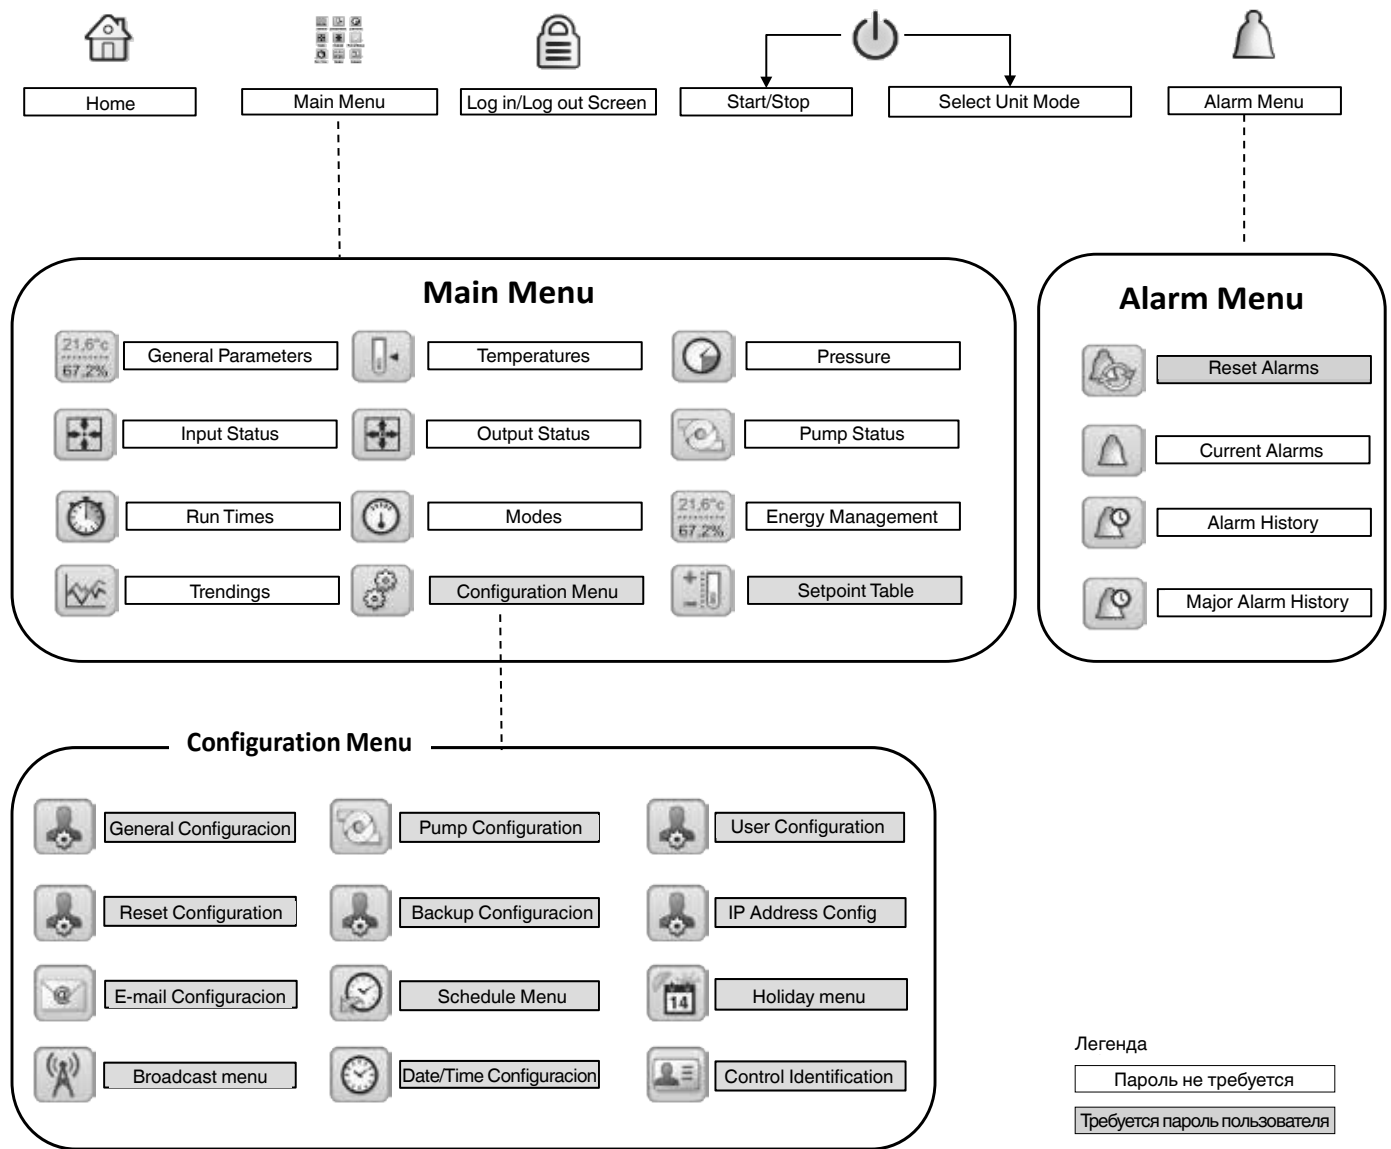 Home
Main Menu
Log in/Log out Screen
Start/Stop
Select Unit Mode
Alarm Menu
Main Menu
21,6°c
67,2%
General Parameters
Temperatures
Pressure
Input Status
Output Status
Pump Status
Run Times
Modes
21,6°c
67,2%
Energy Management
Trendings
Configuration Menu
Setpoint Table
Alarm Menu
Reset Alarms
Current Alarms
Alarm History
Major Alarm History
Configuration Menu
General Configuracion
Pump Configuration
User Configuration
Reset Configuration
Backup Configuracion
IP Address Config
@
E-mail Configuracion
Schedule Menu
14
Holiday menu
Broadcast menu
Date/Time Configuracion
Control Identification
Легенда
Пароль не требуется
Требуется пароль пользователя